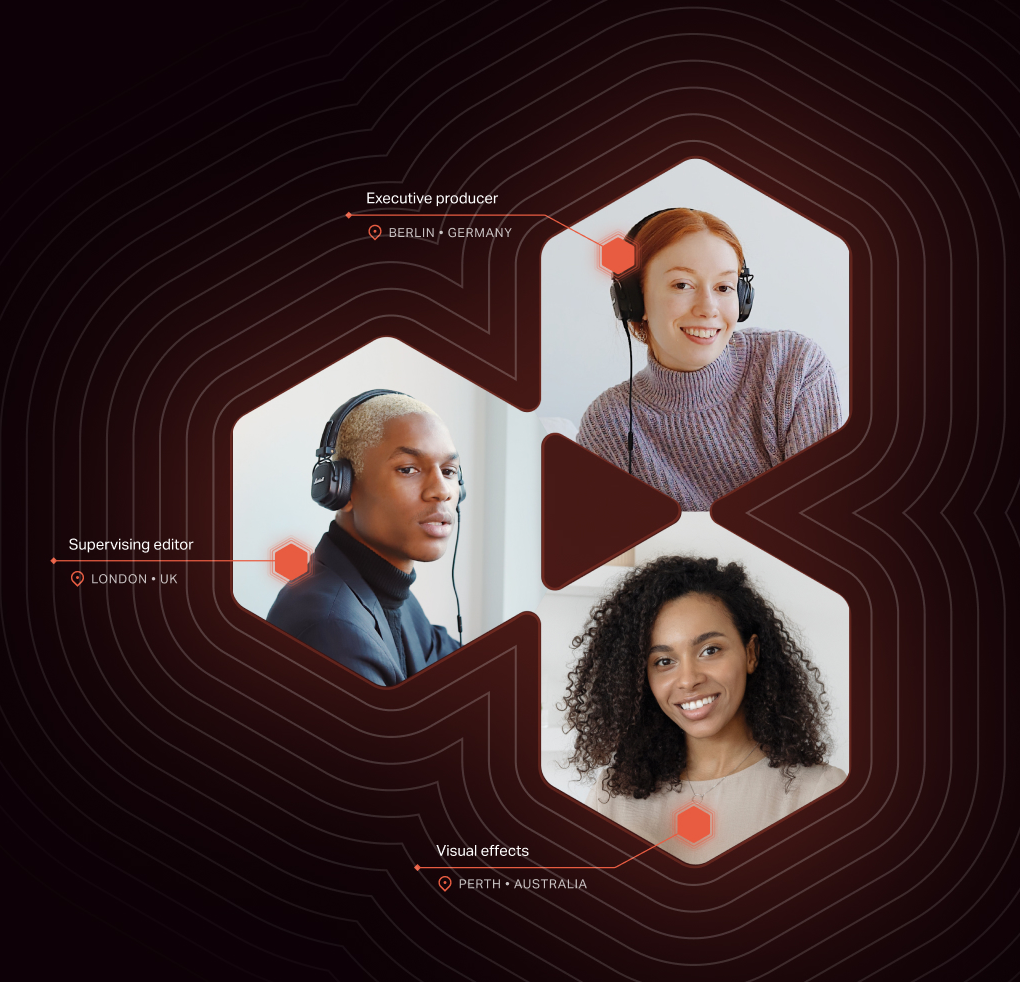 Executive producer
BERLIN • GERMANY
Supervising editor
LONDON • UK
Visual effects
PERTH • AUSTRALIA